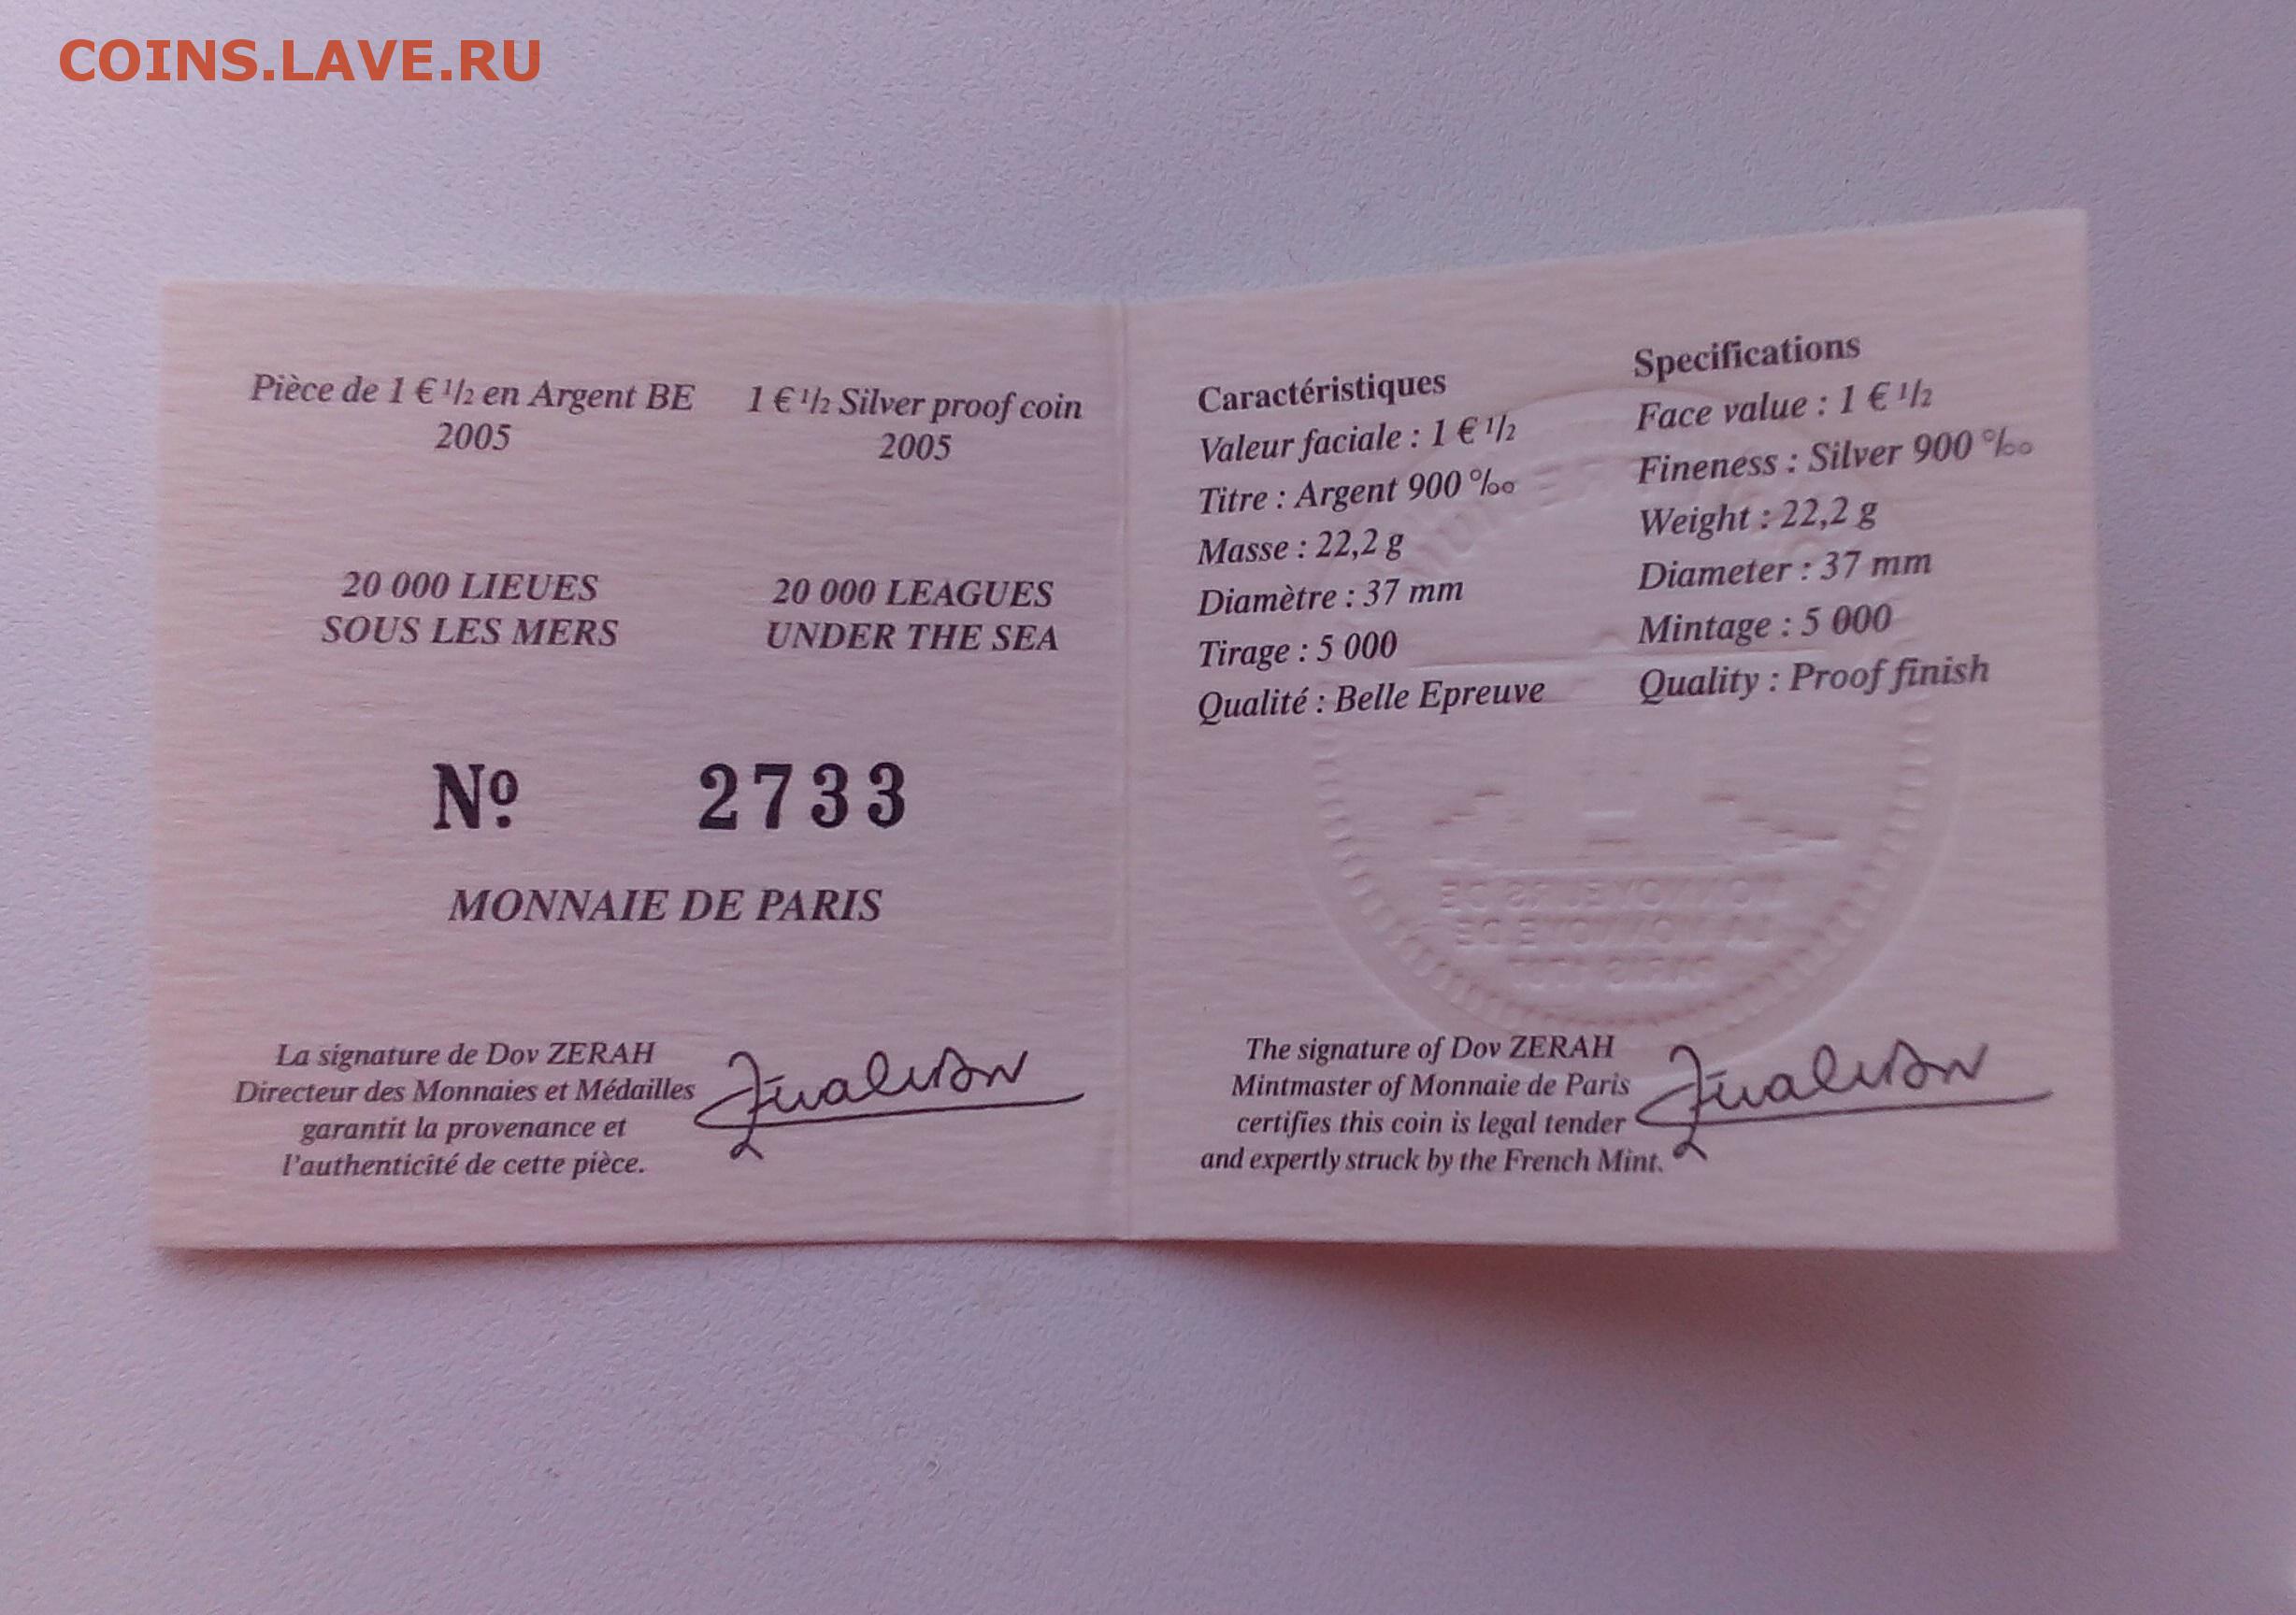 COINS.LAVE.RU
Pièce de 1 € 1/2 en Argent BE
2005
1 € 1/2 Silver proof coin
2005
20 000 LIEUES
SOUS LES MERS
20 000 LEAGUES
UNDER THE SEA
Nº 2733
MONNAIE DE PARIS
La signature de Dov ZERAH
Directeur des Monnaies et Médailles
garantit la provenance et
l'authenticité de cette pièce.
Caractéristiques
Valeur faciale : 1 € 1/2
Titre : Argent 900 ‰
Masse : 22,2 g
Diamètre : 37 mm
Tirage : 5 000
Qualité : Belle Epreuve
Specifications
Face value : 1 € 1/2
Fineness : Silver 900 ‰
Weight : 22,2 g
Diameter : 37 mm
Mintage : 5 000
Quality : Proof finish
MONNOYEURS DE
LA MONNOYE DE
PARIS
The signature of Dov ZERAH
Mintmaster of Monnaie de Paris
certifies this coin is legal tender
and expertly struck by the French Mint.